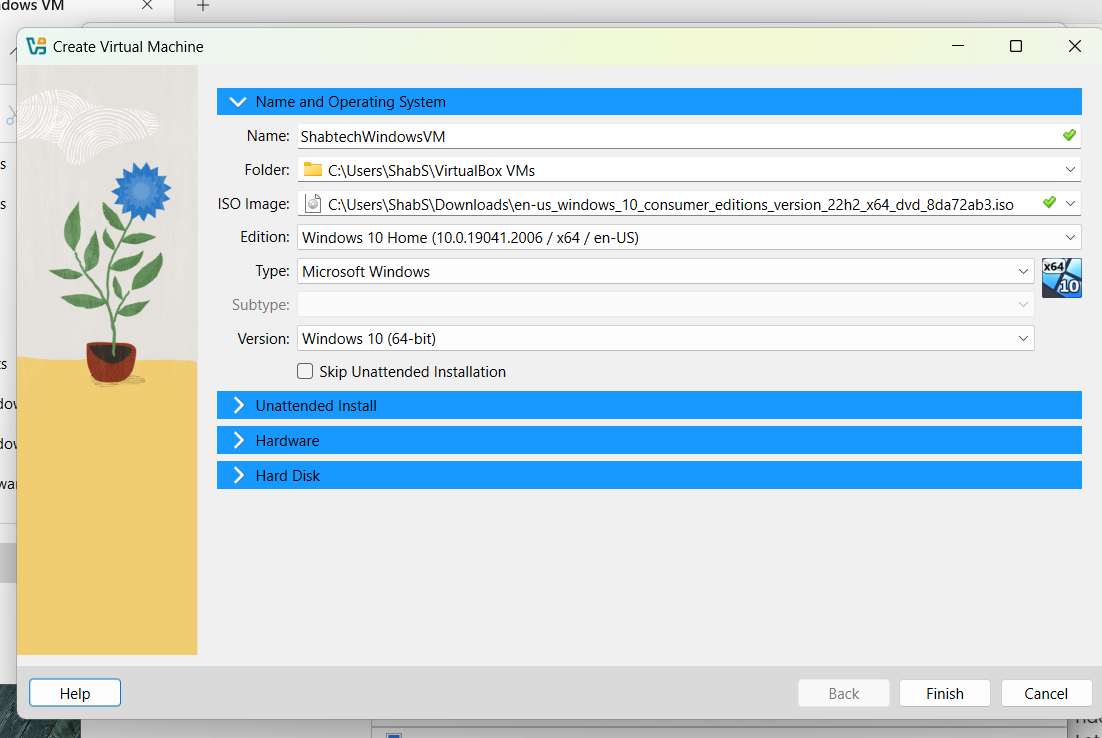 dows VM
Create Virtual Machine
Name and Operating System
Name: ShabtechWindowsVM
Folder: C:\Users\ShabS\VirtualBox VMs
ISO Image: C:\Users\ShabS\Downloads\en-us_windows_10_consumer_editions_version_22h2_x64_dvd_8da72ab3.iso
Edition: Windows 10 Home (10.0.19041.2006 / x64 / en-US)
Type: Microsoft Windows
x64
10
Subtype:
Version: Windows 10 (64-bit)
Skip Unattended Installation
Unattended Install
Hardware
Hard Disk
Help
Back
Finish
Cancel